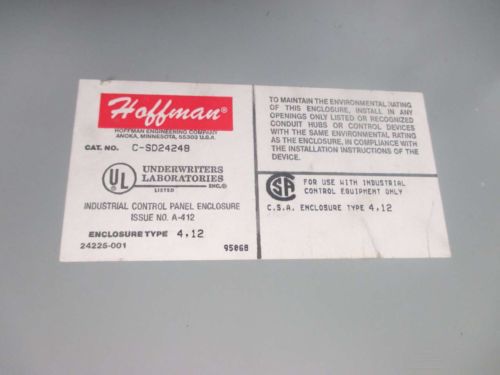 Hoffman®
HOFFMAN ENGINEERING COMPANY
ANOKA, MINNESOTA, 55303 U.S.A.
CAT. NO. C-SD24248
UL
LISTED
UNDERWRITERS
LABORATORIES
INC.®
INDUSTRIAL CONTROL PANEL ENCLOSURE
ISSUE NO. A-412
ENCLOSURE TYPE 4,12
24225-001 9506B
TO MAINTAIN THE ENVIRONMENTAL RATING
OF THIS ENCLOSURE, INSTALL IN ANY
OPENINGS ONLY LISTED OR RECOGNIZED
CONDUIT HUBS OR CONTROL DEVICES
WITH THE SAME ENVIRONMENTAL RATING
AS THE ENCLOSURE, IN COMPLIANCE WITH
THE INSTALLATION INSTRUCTIONS OF THE
DEVICE.
CSA
FOR USE WITH INDUSTRIAL
CONTROL EQUIPMENT ONLY
C.S.A. ENCLOSURE TYPE 4,12